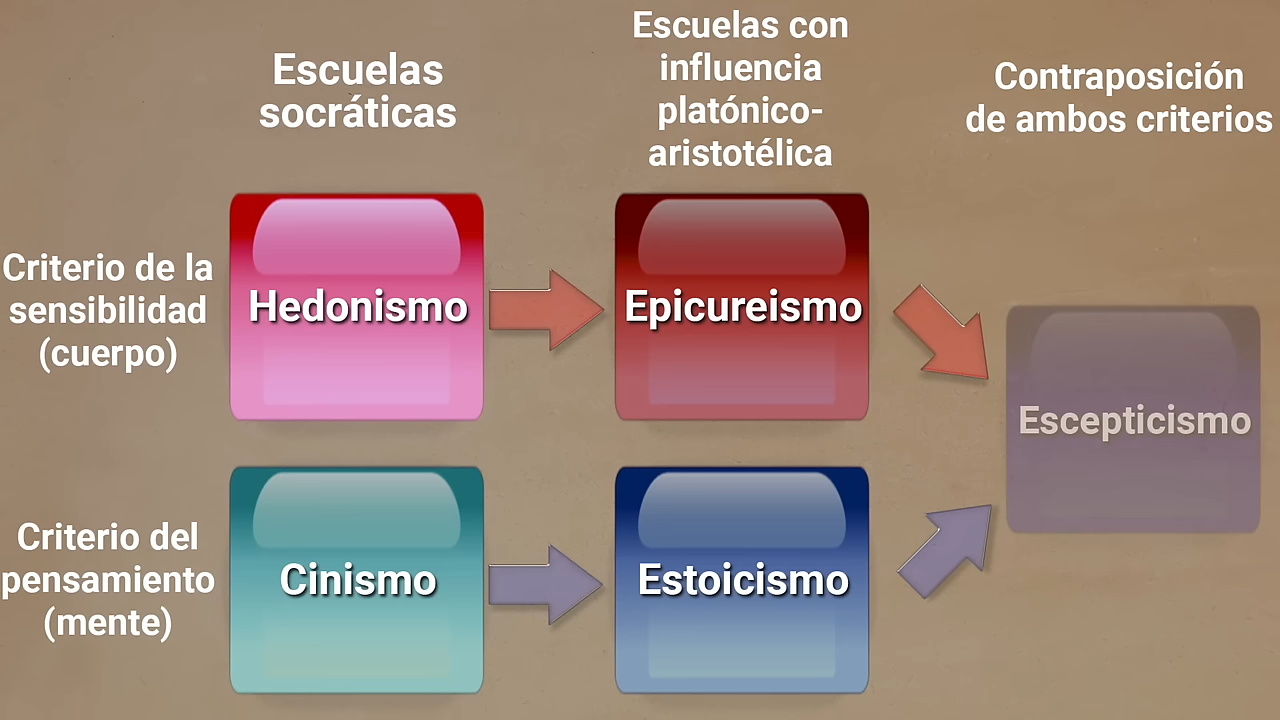 Escuelas
socráticas
Escuelas con
influencia
platónico-
aristotélica
Contraposición
de ambos criterios
Criterio de la
sensibilidad
(cuerpo)
Hedonismo
Epicureismo
Escepticismo
Criterio del
pensamiento
(mente)
Cinismo
Estoicismo